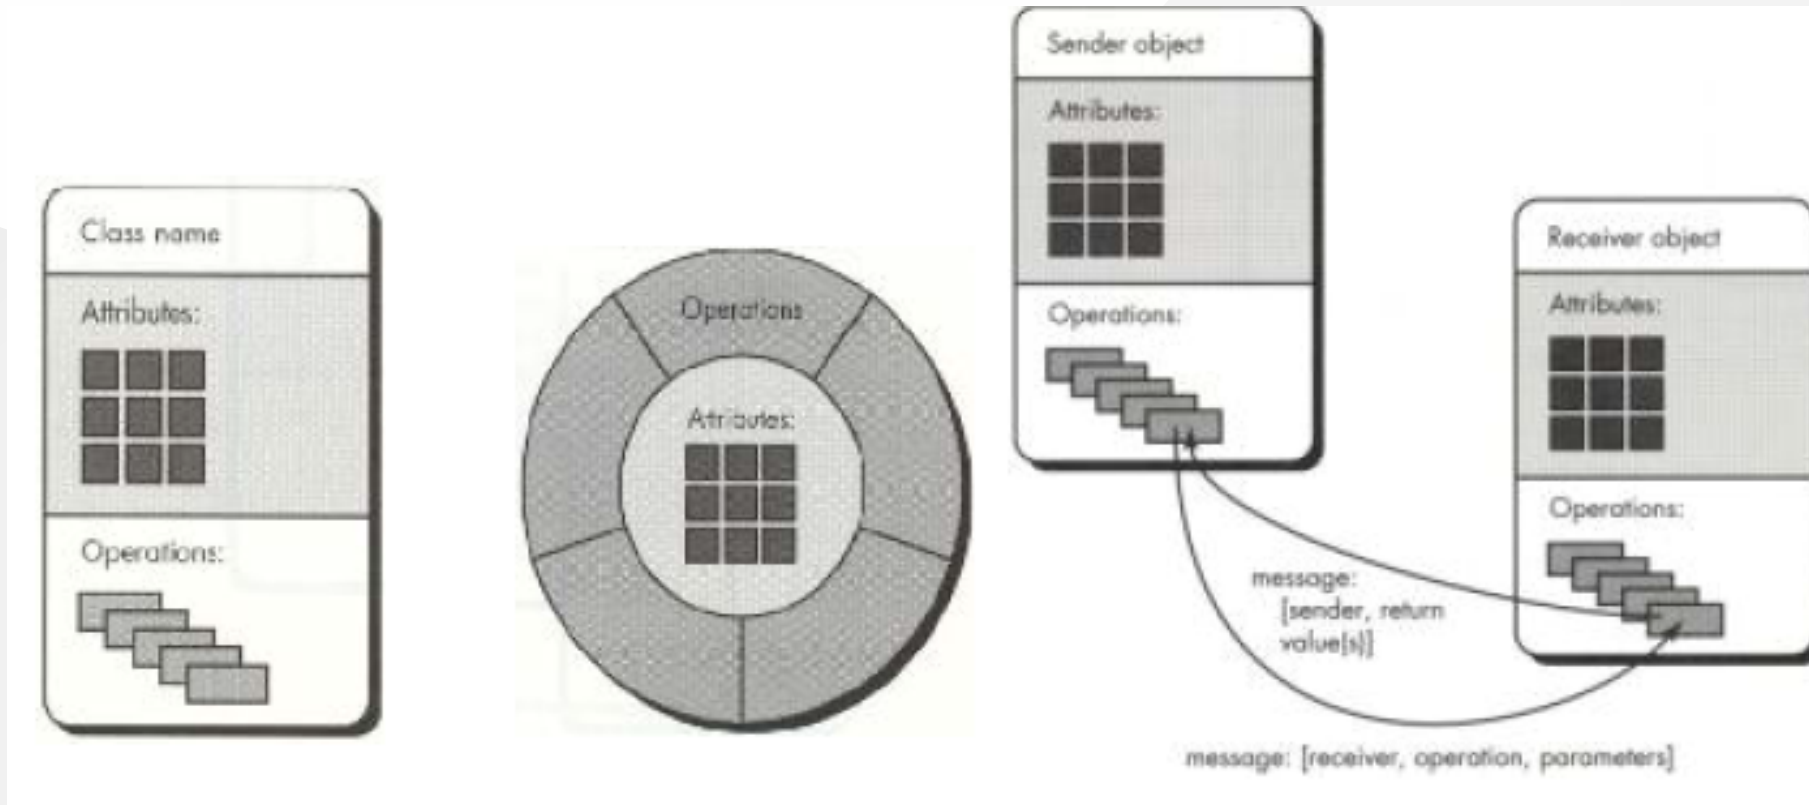 Class name
Attributes:
Operations:
Operations
Attributes:
Sender object
Attributes:
Operations:
Receiver object
Attributes:
Operations:
message:
[sender, return
value(s)]
message: [receiver, operation, parameters]